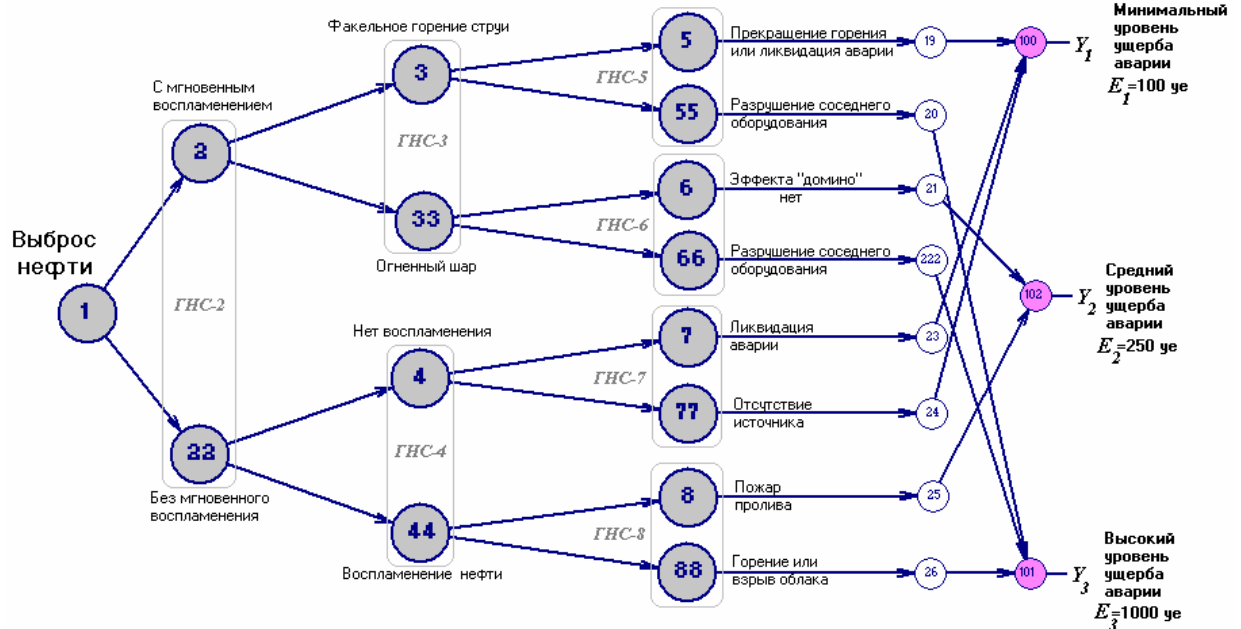 Факельное горение струи
С мгновенным
воспламенением
Выброс
нефти
1
2
ГНС-2
22
Без мгновенного
воспламенения
3
ГНС-3
33
Огненный шар
Нет воспламенения
4
ГНС-4
44
Воспламенение нефти
5
ГНС-5
55
6
ГНС-6
66
7
ГНС-7
77
8
ГНС-8
88
Прекращение горения
или ликвидация аварии
Разрушение соседнего
оборудования
Эффекта "домино"
нет
Разрушение соседнего
оборудования
Ликвидация
аварии
Отсутствие
источника
Пожар
пролива
Горение или
взрыв облака
19
20
21
222
23
24
25
26
100
102
101
Y1
Минимальный
уровень
ущерба
аварии
E1=100 уе
Y2
Средний
уровень
ущерба
аварии
E2=250 уе
Y3
Высокий
уровень
ущерба
аварии
E3=1000 уе